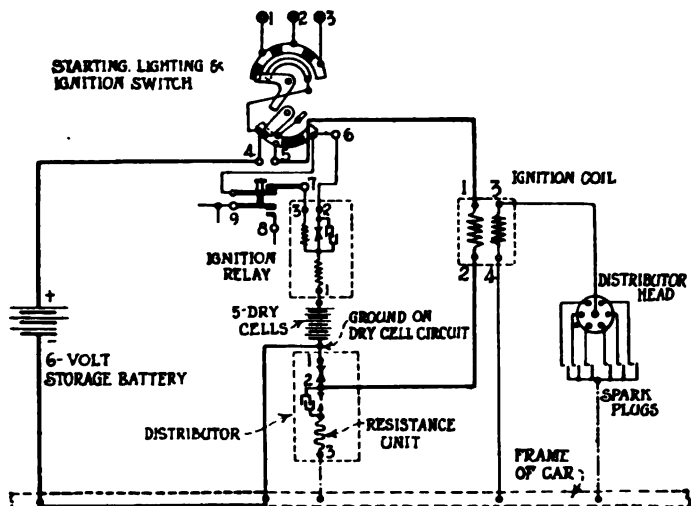 1 2 3
STARTING, LIGHTING &
IGNITION SWITCH
4 5 6
7
9
8
3 2
IGNITION
RELAY
1
1 3
IGNITION COIL
2 4
DISTRIBUTOR
HEAD
+
-
6-VOLT
STORAGE BATTERY
5-DRY
CELLS
GROUND ON
DRY CELL CIRCUIT
1
2
DISTRIBUTOR
RESISTANCE
UNIT
3
SPARK
PLUGS
FRAME
OF CAR